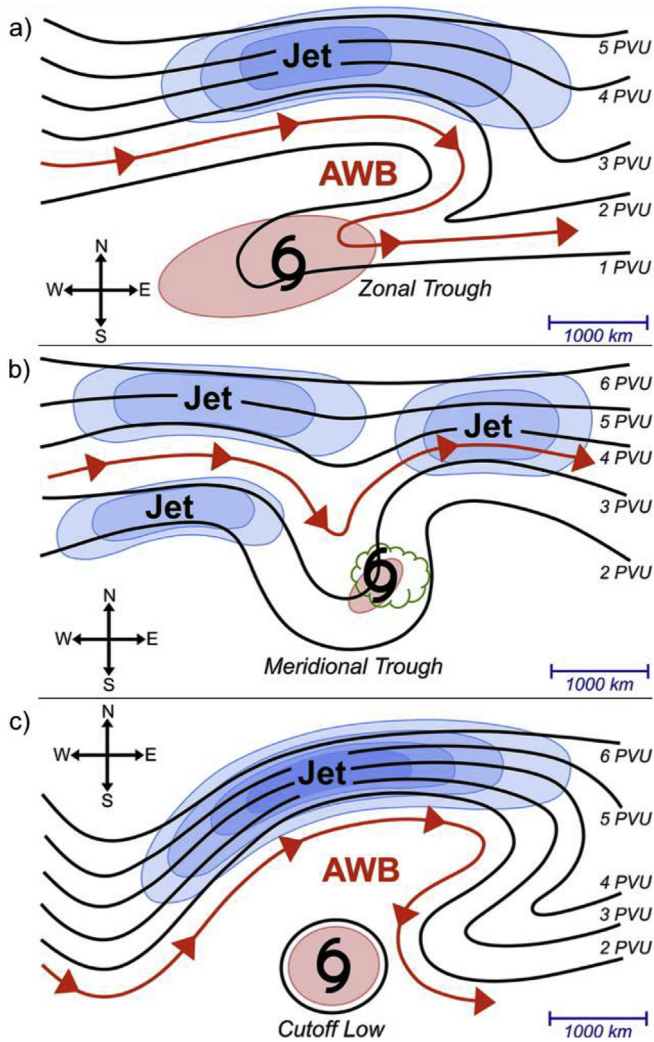 a)
Jet
5 PVU
4 PVU
AWB
3 PVU
2 PVU
N
W E
S
Zonal Trough
1 PVU
1000 km
b)
6 PVU
Jet
Jet
5 PVU
4 PVU
Jet
3 PVU
2 PVU
N
W E
S
Meridional Trough
1000 km
c)
N
W E
S
6 PVU
Jet
5 PVU
AWB
4 PVU
3 PVU
2 PVU
Cutoff Low
1000 km